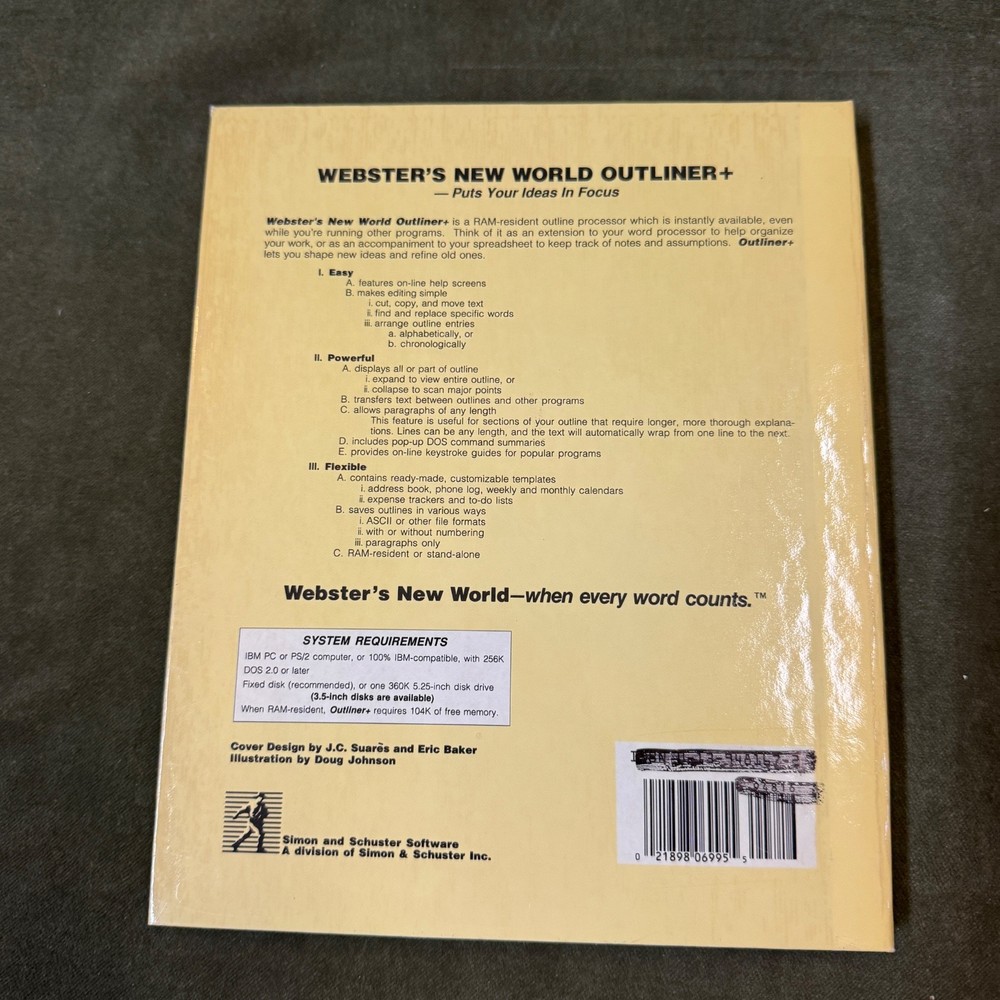 WEBSTER'S NEW WORLD OUTLINER+
— Puts Your Ideas In Focus
Webster's New World Outliner+ is a RAM-resident outline processor which is instantly available, even
while you're running other programs. Think of it as an extension to your word processor to help organize
your work, or as an accompaniment to your spreadsheet to keep track of notes and assumptions. Outliner+
lets you shape new ideas and refine old ones.
I. Easy
A. features on-line help screens
B. makes editing simple
i. cut, copy, and move text
ii. find and replace specific words
iii. arrange outline entries
a. alphabetically, or
b. chronologically
II. Powerful
A. displays all or part of outline
i. expand to view entire outline, or
ii. collapse to scan major points
B. transfers text between outlines and other programs
C. allows paragraphs of any length
This feature is useful for sections of your outline that require longer, more thorough explana-
tions. Lines can be any length, and the text will automatically wrap from one line to the next.
D. includes pop-up DOS command summaries
E. provides on-line keystroke guides for popular programs
III. Flexible
A. contains ready-made, customizable templates
i. address book, phone log, weekly and monthly calendars
ii. expense trackers and to-do lists
B. saves outlines in various ways
i. ASCII or other file formats
ii. with or without numbering
iii. paragraphs only
C. RAM-resident or stand-alone
Webster's New World—when every word counts.™
SYSTEM REQUIREMENTS
IBM PC or PS/2 computer, or 100% IBM-compatible, with 256K
DOS 2.0 or later
Fixed disk (recommended), or one 360K 5.25-inch disk drive
(3.5-inch disks are available)
When RAM-resident, Outliner+ requires 104K of free memory.
Cover Design by J.C. Suarès and Eric Baker
Illustration by Doug Johnson
Simon and Schuster Software
A division of Simon & Schuster Inc.
0 21898 06995 5